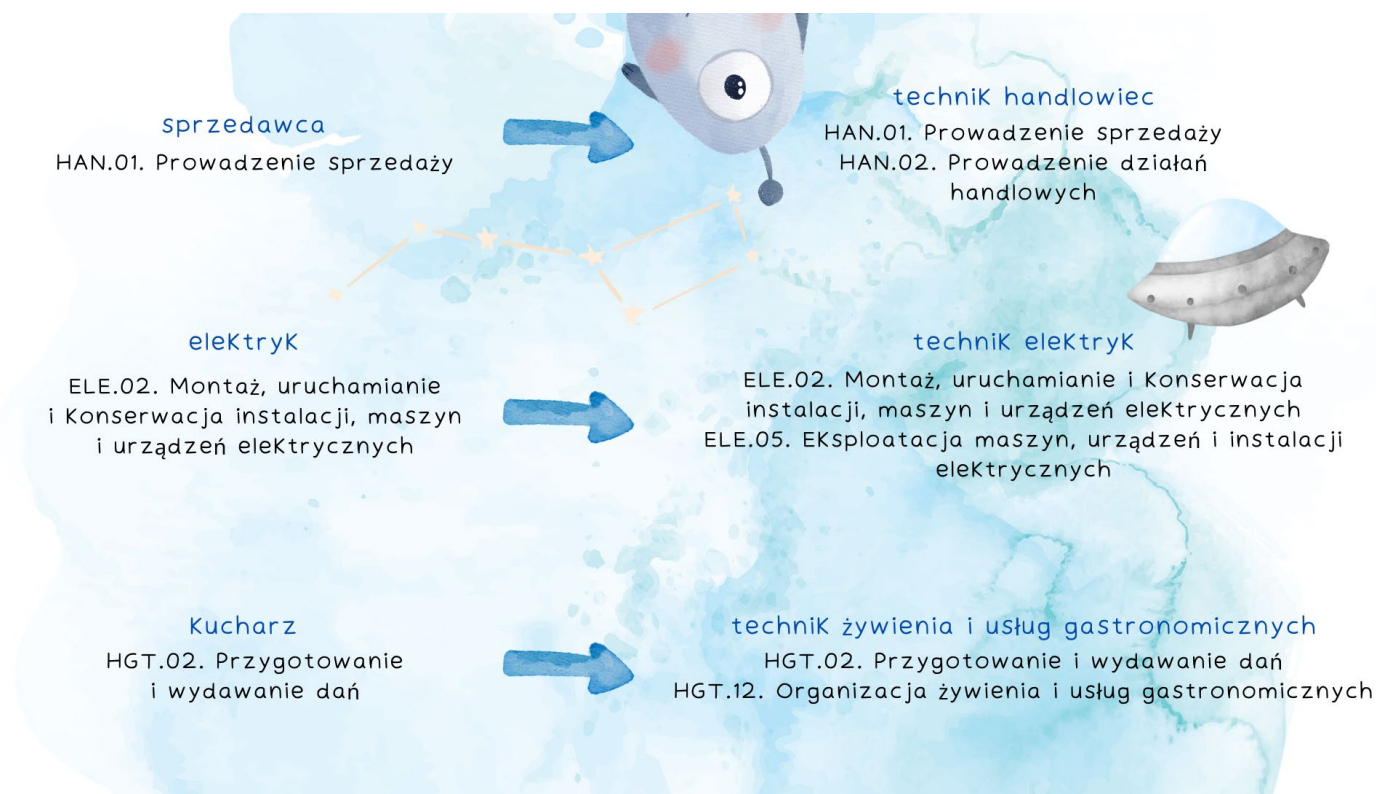 sprzedawca
HAN.01. Prowadzenie sprzedaży
technik handlowiec
HAN.01. Prowadzenie sprzedaży
HAN.02. Prowadzenie działań
handlowych
elektryk
ELE.02. Montaż, uruchamianie
i konserwacja instalacji, maszyn
i urządzeń elektrycznych
technik elektryk
ELE.02. Montaż, uruchamianie i konserwacja
instalacji, maszyn i urządzeń elektrycznych
ELE.05. Eksploatacja maszyn, urządzeń i instalacji
elektrycznych
kucharz
HGT.02. Przygotowanie
i wydawanie dań
technik żywienia i usług gastronomicznych
HGT.02. Przygotowanie i wydawanie dań
HGT.12. Organizacja żywienia i usług gastronomicznych